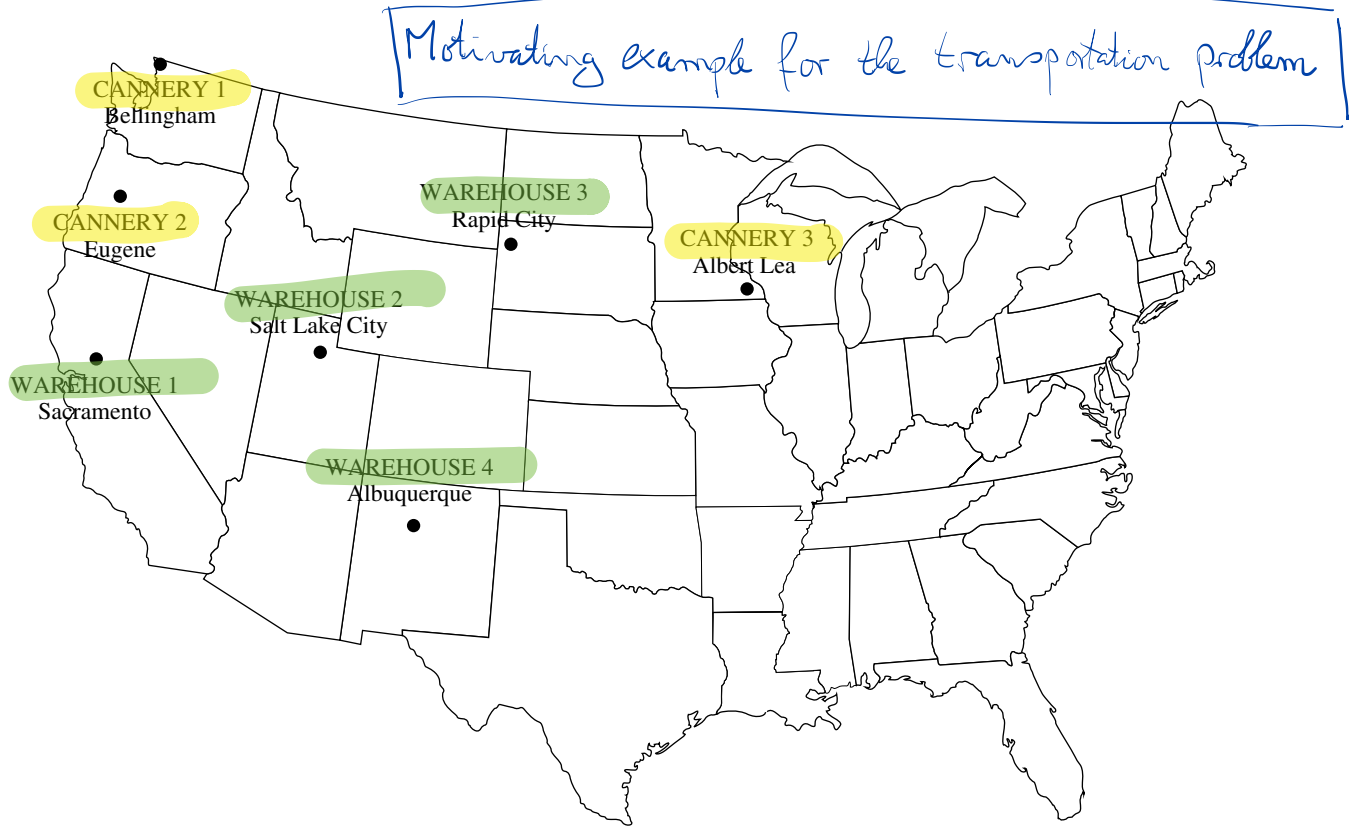 Motivating example for the transportation problem
CANNERY 1
Bellingham
WAREHOUSE 3
Rapid City
CANNERY 2
Eugene
CANNERY 3
Albert Lea
WAREHOUSE 2
Salt Lake City
WAREHOUSE 1
Sacramento
WAREHOUSE 4
Albuquerque